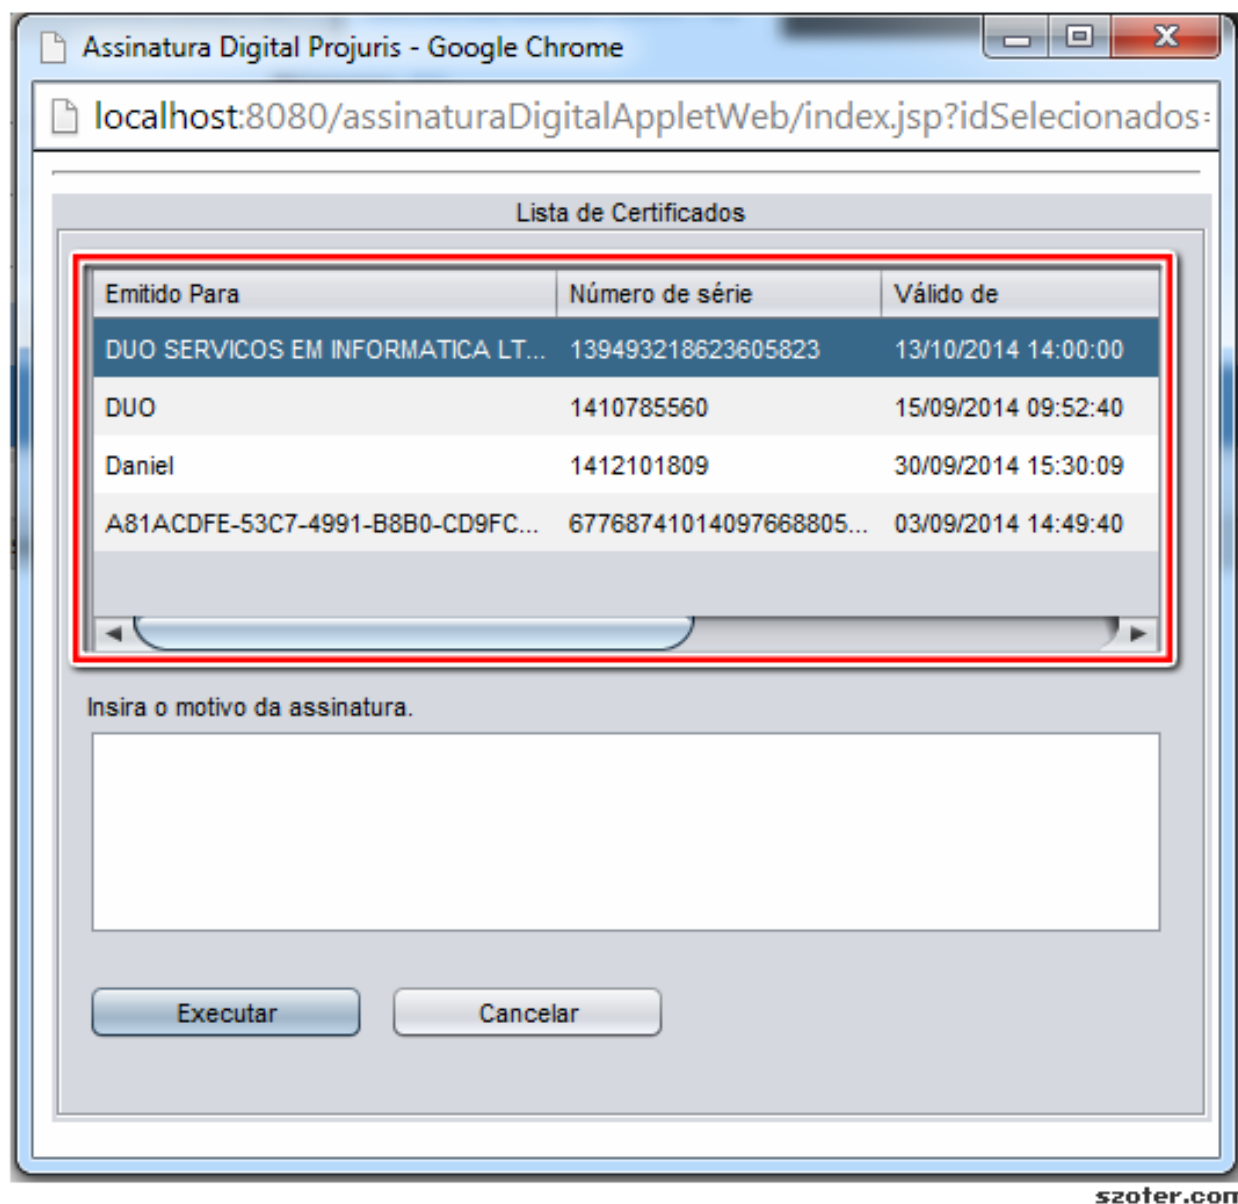 Assinatura Digital Projuris - Google Chrome
localhost:8080/assinaturaDigitalAppletWeb/index.jsp?idSelecionados=
Lista de Certificados
Emitido Para Número de série Válido de
DUO SERVICOS EM INFORMATICA LT... 139493218623605823 13/10/2014 14:00:00
DUO 1410785560 15/09/2014 09:52:40
Daniel 1412101809 30/09/2014 15:30:09
A81ACDFE-53C7-4991-B8B0-CD9FC... 67768741014097668805... 03/09/2014 14:49:40
Insira o motivo da assinatura.
Executar Cancelar
szoter.com